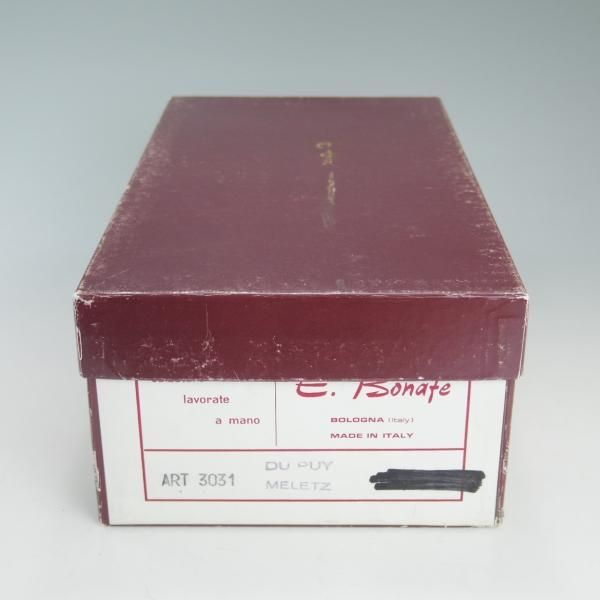 E. Bonafe
lavorate
a mano
BOLOGNA (Italy)
MADE IN ITALY
ART 3031
DU PUY
MELETZ